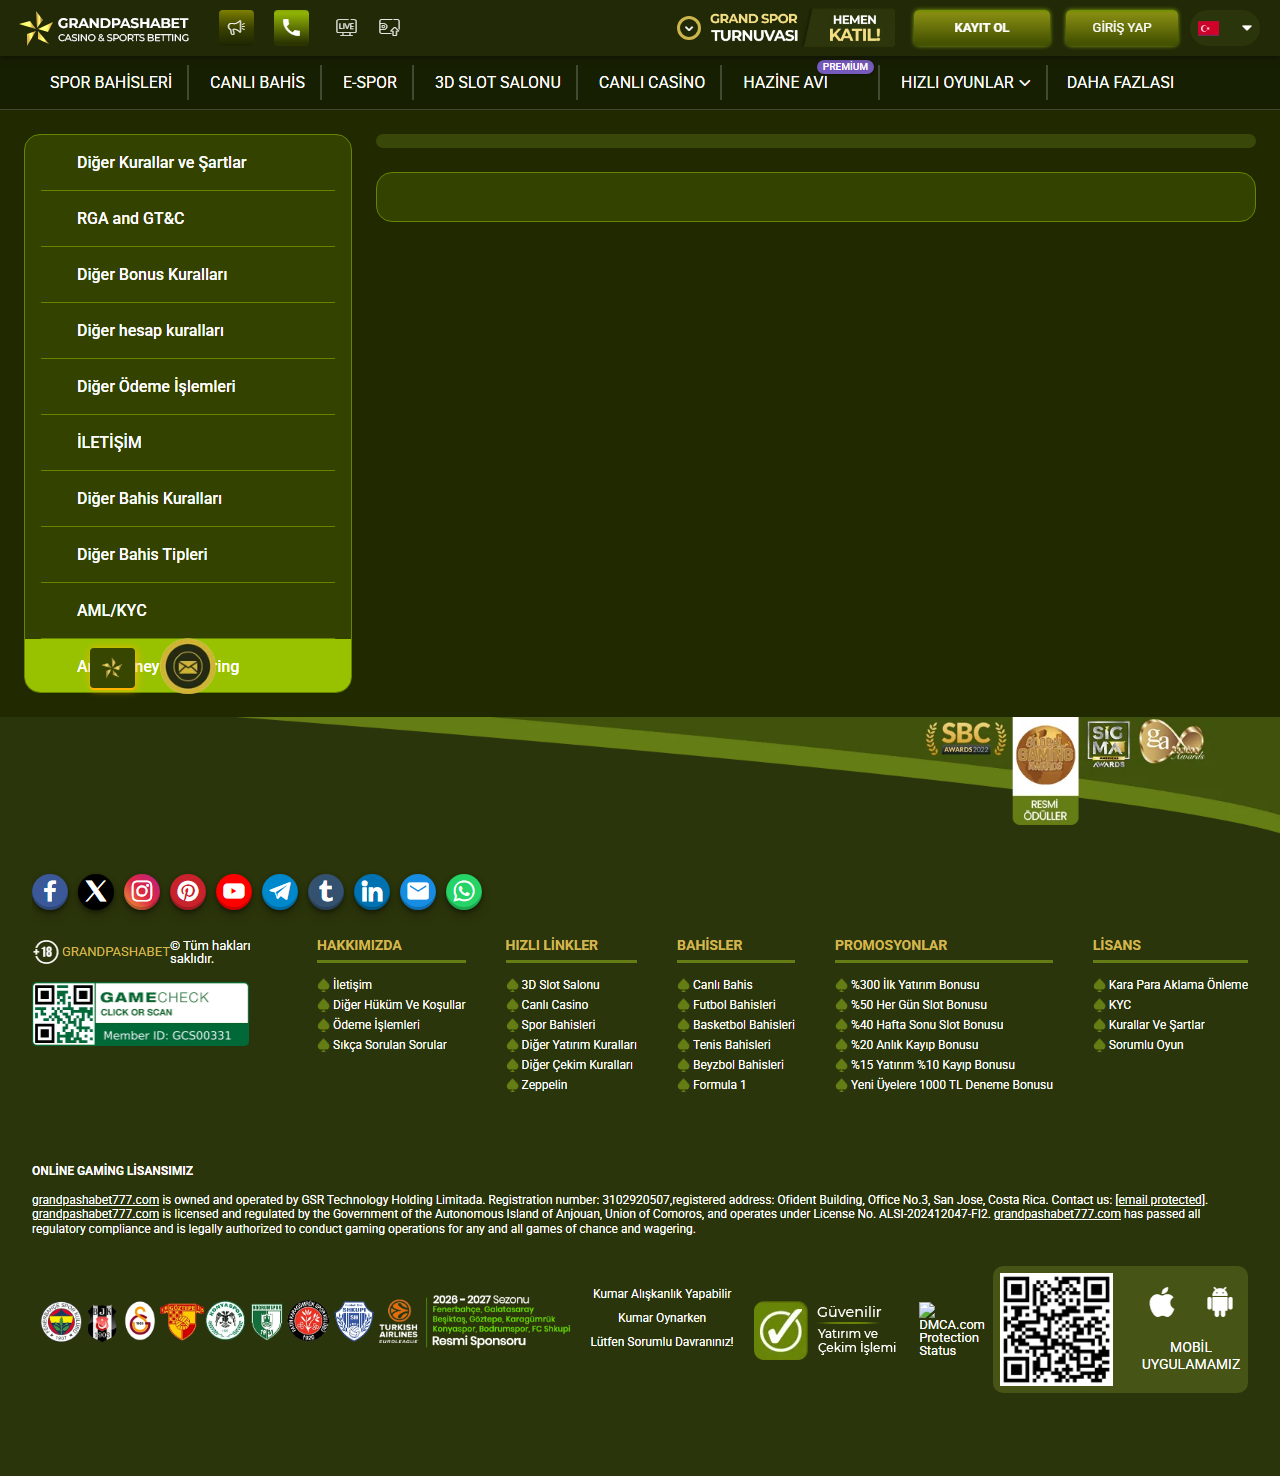 GRANDPASHABET
CASINO & SPORTS BETTING
LIVE
GRAND SPOR
TURNUVASI
HEMEN
KATIL!
KAYIT OL
GİRİŞ YAP
SPOR BAHİSLERİ
CANLI BAHİS
E-SPOR
3D SLOT SALONU
CANLI CASİNO
HAZİNE AVI
PREMIUM
HIZLI OYUNLAR
DAHA FAZLASI
Diğer Kurallar ve Şartlar
RGA and GT&C
Diğer Bonus Kuralları
Diğer hesap kuralları
Diğer Ödeme İşlemleri
İLETİŞİM
Diğer Bahis Kuralları
Diğer Bahis Tipleri
AML/KYC
SBC
AWARDS 2022
SiGMA
AWARDS
RESMİ
ÖDÜLLER
+18 GRANDPASHABET© Tüm hakları saklıdır.
GAMECHECK
CLICK OR SCAN
Member ID: GCS00331
HAKKIMIZDA
İletişim
Diğer Hüküm Ve Koşullar
Ödeme İşlemleri
Sıkça Sorulan Sorular
HIZLI LİNKLER
3D Slot Salonu
Canlı Casino
Spor Bahisleri
Diğer Yatırım Kuralları
Diğer Çekim Kuralları
Zeppelin
BAHİSLER
Canlı Bahis
Futbol Bahisleri
Basketbol Bahisleri
Tenis Bahisleri
Beyzbol Bahisleri
Formula 1
PROMOSYONLAR
%300 İlk Yatırım Bonusu
%50 Her Gün Slot Bonusu
%40 Hafta Sonu Slot Bonusu
%20 Anlık Kayıp Bonusu
%15 Yatırım %10 Kayıp Bonusu
Yeni Üyelere 1000 TL Deneme Bonusu
LİSANS
Kara Para Aklama Önleme
KYC
Kurallar Ve Şartlar
Sorumlu Oyun
ONLİNE GAMİNG LİSANSIMIZ
grandpashabet777.com is owned and operated by GSR Technology Holding Limitada. Registration number: 3102920507,registered address: Ofident Building, Office No.3, San Jose, Costa Rica. Contact us: [email protected].
grandpashabet777.com is licensed and regulated by the Government of the Autonomous Island of Anjouan, Union of Comoros, and operates under License No. ALSI-202412047-FI2. grandpashabet777.com has passed all
regulatory compliance and is legally authorized to conduct gaming operations for any and all games of chance and wagering.
TURKISH
AIRLINES
EUROLEAGUE
2026 - 2027 Sezonu
Fenerbahçe, Galatasaray
Beşiktaş, Göztepe, Karagümrük
Konyaspor, Bodrumspor, FC Shkupi
Resmi Sponsoru
Kumar Alışkanlık Yapabilir
Kumar Oynarken
Lütfen Sorumlu Davranınız!
Güvenilir
Yatırım ve
Çekim İşlemi
DMCA.com
Protection
Status
MOBİL
UYGULAMAMIZ